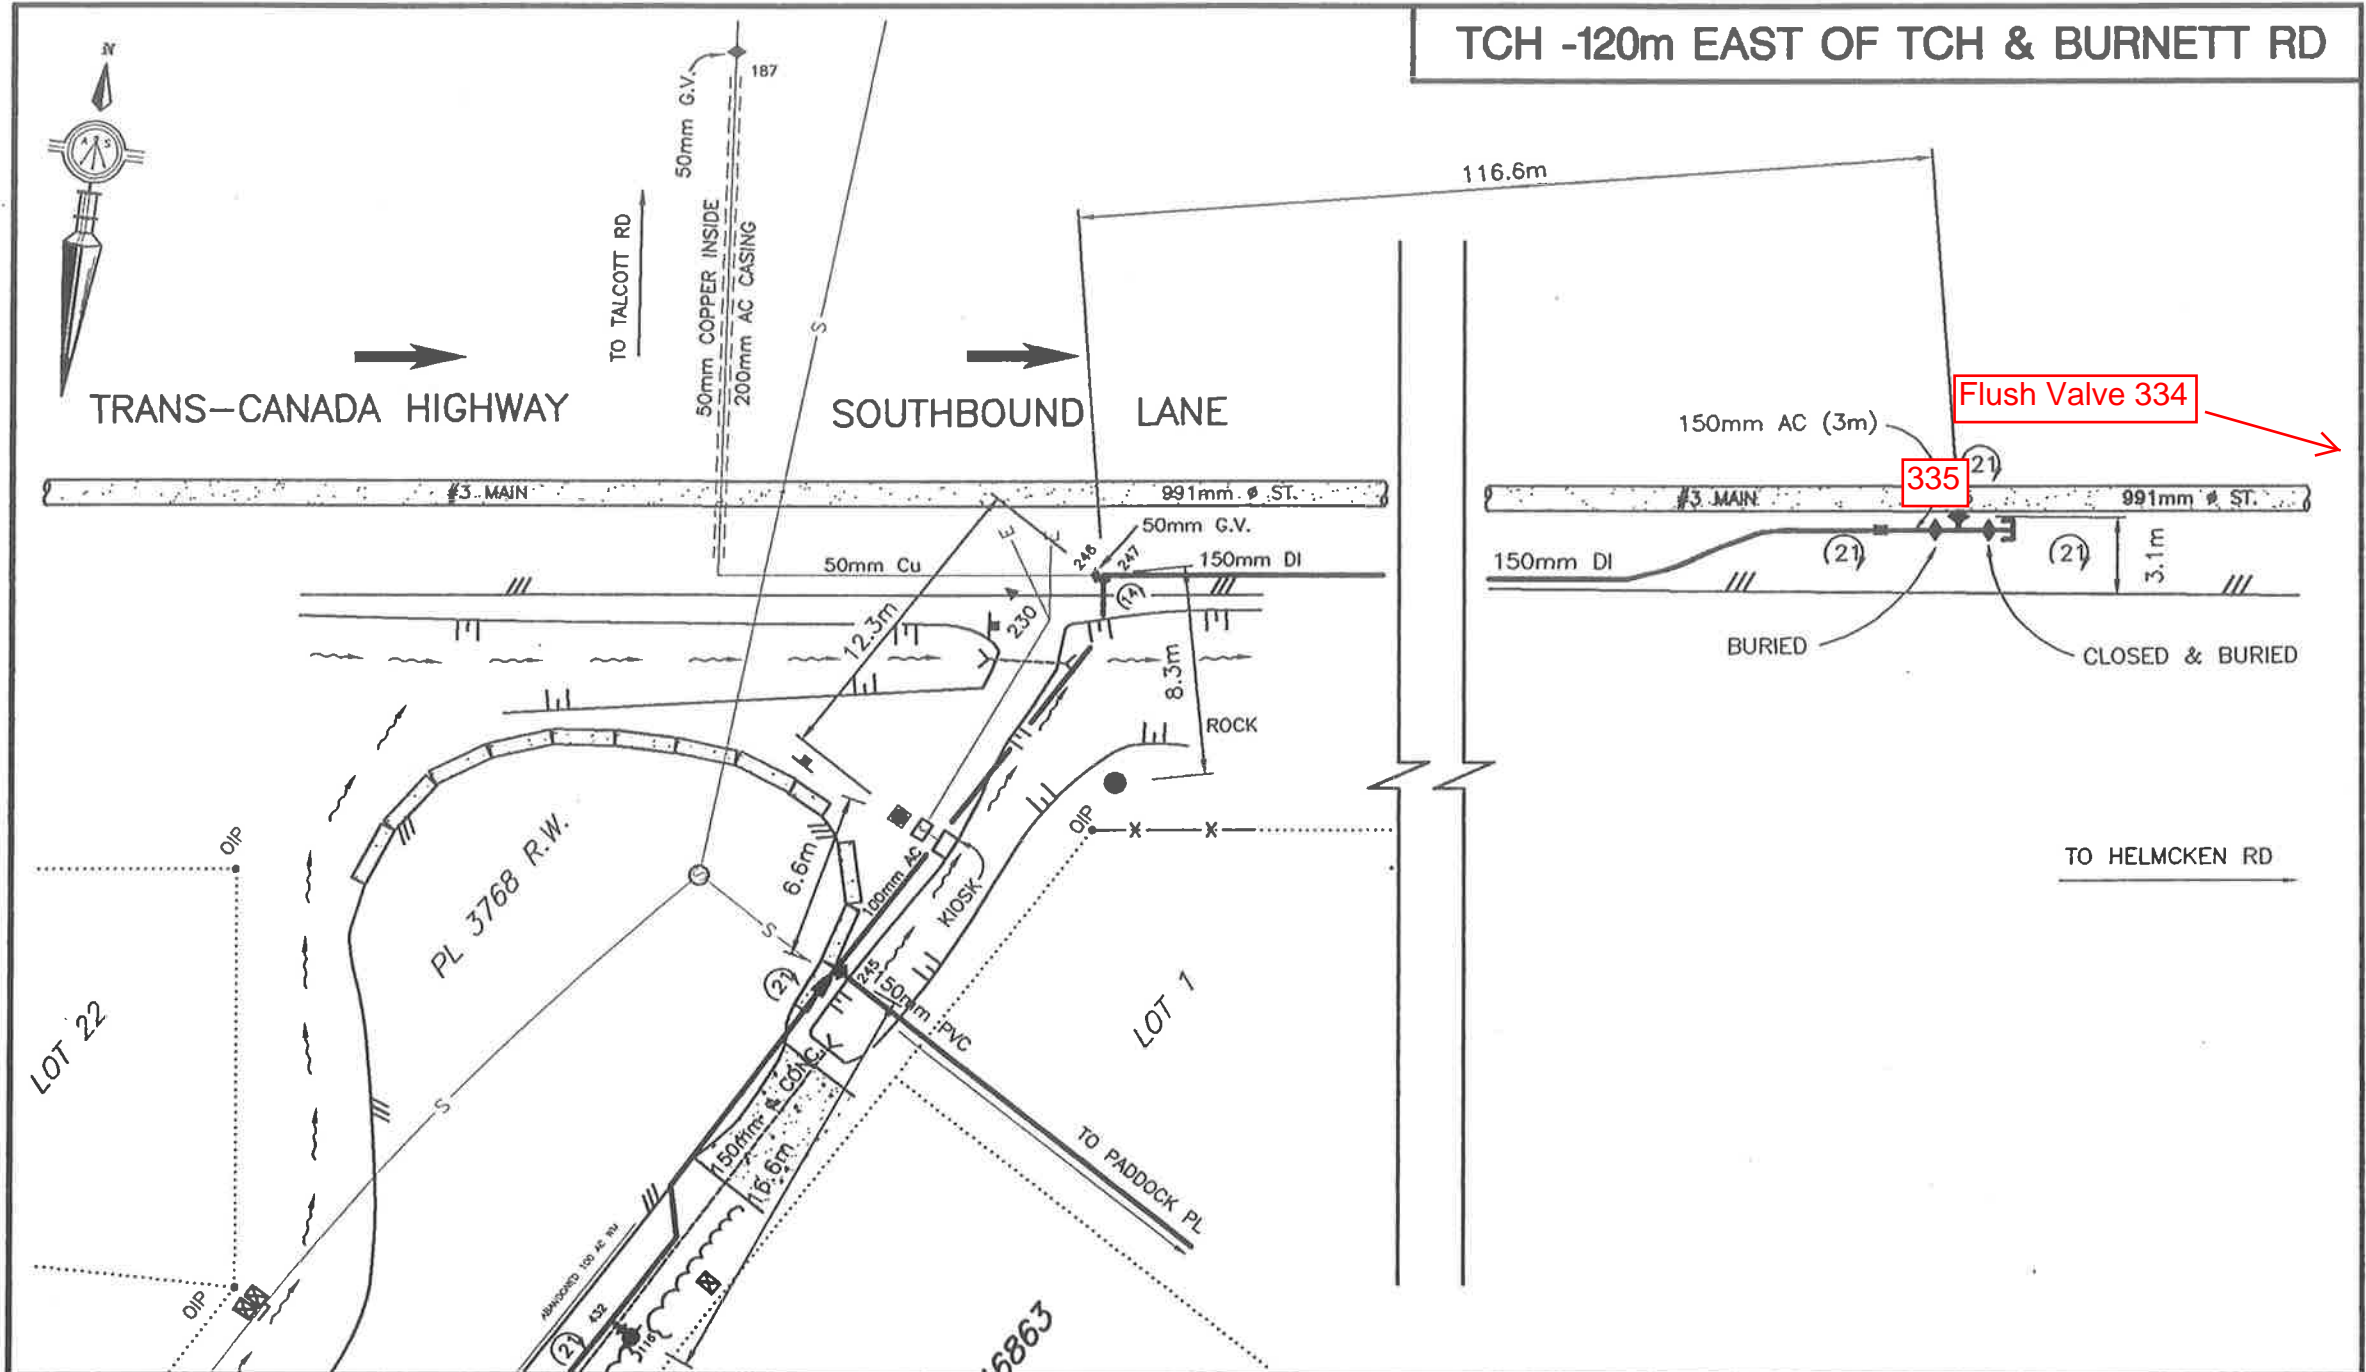 TCH -120m EAST OF TCH & BURNETT RD
N
A S
50mm G.V.
187
TO TALCOTT RD
50mm COPPER INSIDE
200mm AC CASING
S
116.6m
TRANS-CANADA HIGHWAY
SOUTHBOUND LANE
Flush Valve 334
150mm AC (3m)
335
21
#3 MAIN
991mm ø ST.
#3 MAIN
991mm ø ST.
50mm G.V.
E
E
246
247
50mm Cu
150mm DI
14
150mm DI
21
21
3.1m
12.3m
230
8.3m
BURIED
CLOSED & BURIED
ROCK
OIP
OIP
X
X
PL 3768 R.W.
6.6m
100mm AC
KIOSK
TO HELMCKEN RD
S
S
21
245
150mm PVC
LOT 22
LOT 1
S
150mm ø CONC
16.6m
TO PADDOCK PL
ABANDONED 100 AC WM
OIP
432
21
116
6863